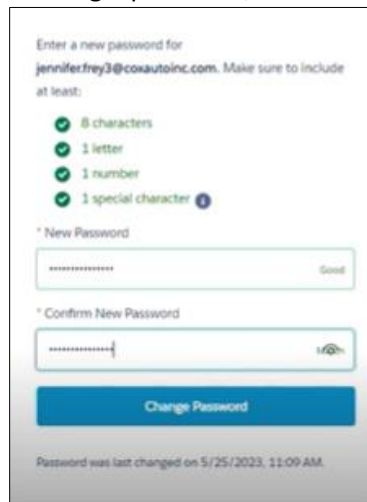 Enter a new password for
jennifer.frey3@coxautoinc.com. Make sure to include
at least:
8 characters
1 letter
1 number
1 special character i
* New Password
••••••••••••••• Good
* Confirm New Password
•••••••••••••••
Change Password
Password was last changed on 5/25/2023, 11:09 AM.